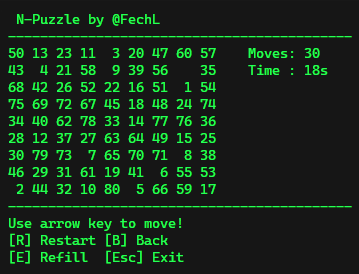 N-Puzzle by @FechL
50 13 23 11  3 20 47 60 57    Moves: 30
43  4 21 58  9 39 56    35    Time : 18s
68 42 26 52 22 16 51  1 54
75 69 72 67 45 18 48 24 74
34 40 62 78 33 14 77 76 36
28 12 37 27 63 64 49 15 25
30 79 73  7 65 70 71  8 38
46 29 31 61 19 41  6 55 53
 2 44 32 10 80  5 66 59 17
Use arrow key to move!
[R] Restart [B] Back
[E] Refill  [Esc] Exit